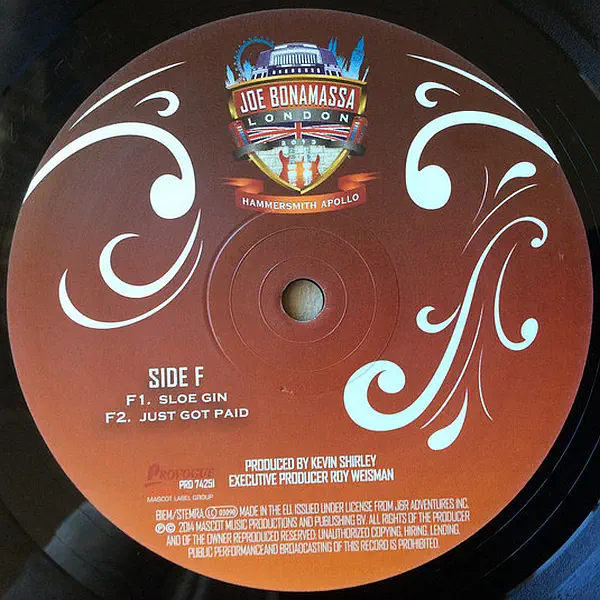 JOE BONAMASSA
LONDON
2013
HAMMERSMITH APOLLO
SIDE F
F1. SLOE GIN
F2. JUST GOT PAID
PROVOGUE
PRD 74251
MASCOT LABEL GROUP
PRODUCED BY KEVIN SHIRLEY
EXECUTIVE PRODUCER ROY WEISMAN
BIEM/STEMRA LC 03098 MADE IN THE E.U. ISSUED UNDER LICENSE FROM J&R ADVENTURES INC.
℗© 2014 MASCOT MUSIC PRODUCTIONS AND PUBLISHING BV. ALL RIGHTS OF THE PRODUCER
AND OF THE OWNER REPRODUCED RESERVED. UNAUTHORIZED COPYING, HIRING, LENDING,
PUBLIC PERFORMANCEAND BROADCASTING OF THIS RECORD IS PROHIBITED.